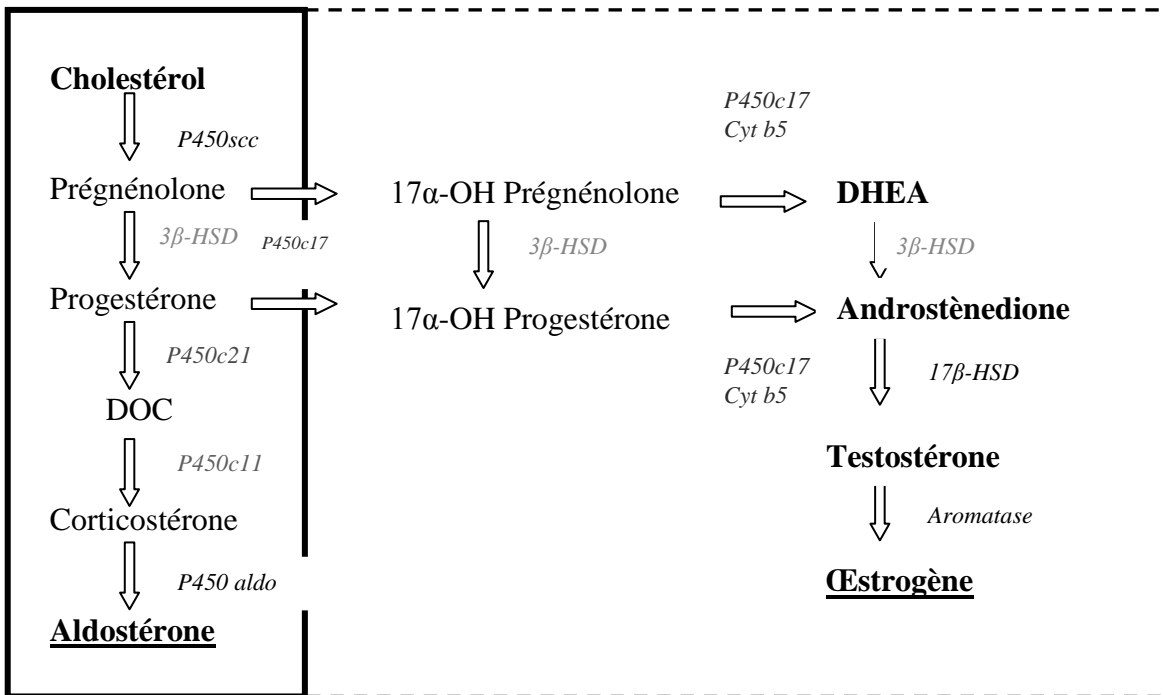 Cholestérol
P450scc
P450c17
Cyt b5
Prégnénolone
17α-OH Prégnénolone
DHEA
3β-HSD
P450c17
3β-HSD
3β-HSD
Progestérone
17α-OH Progestérone
Androstènedione
P450c21
P450c17
Cyt b5
17β-HSD
DOC
P450c11
Testostérone
Corticostérone
Aromatase
P450 aldo
Œstrogène
Aldostérone